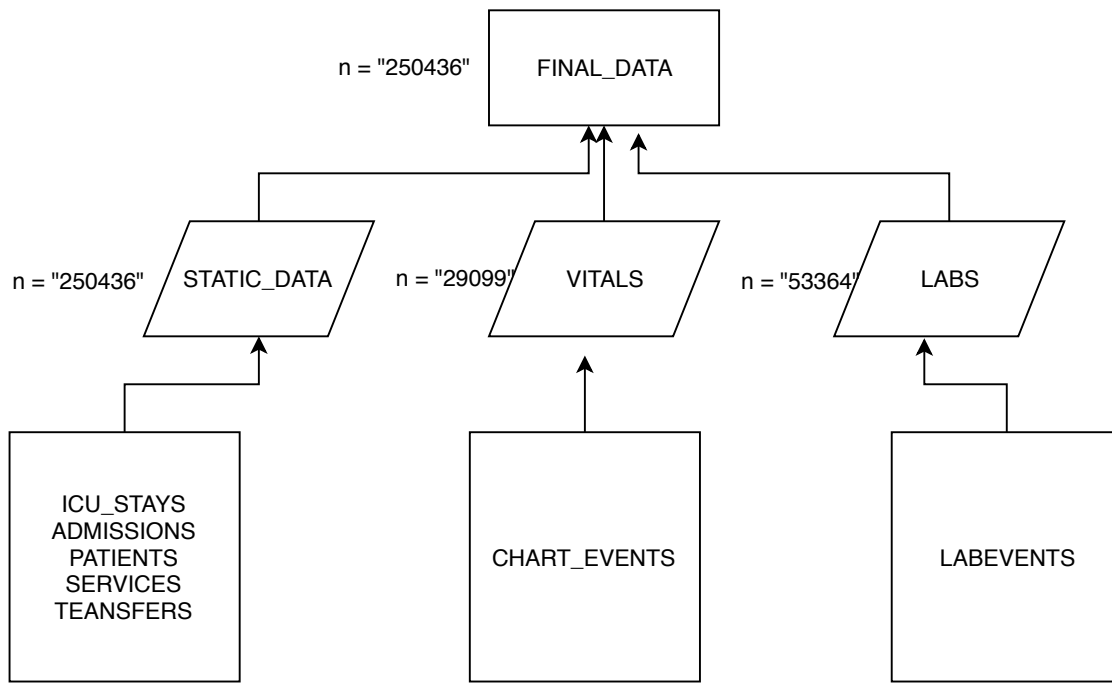 n = "250436"
FINAL_DATA
n = "250436"
STATIC_DATA
n = "29099"
VITALS
n = "53364"
LABS
ICU_STAYS
ADMISSIONS
PATIENTS
SERVICES
TEANSFERS
CHART_EVENTS
LABEVENTS